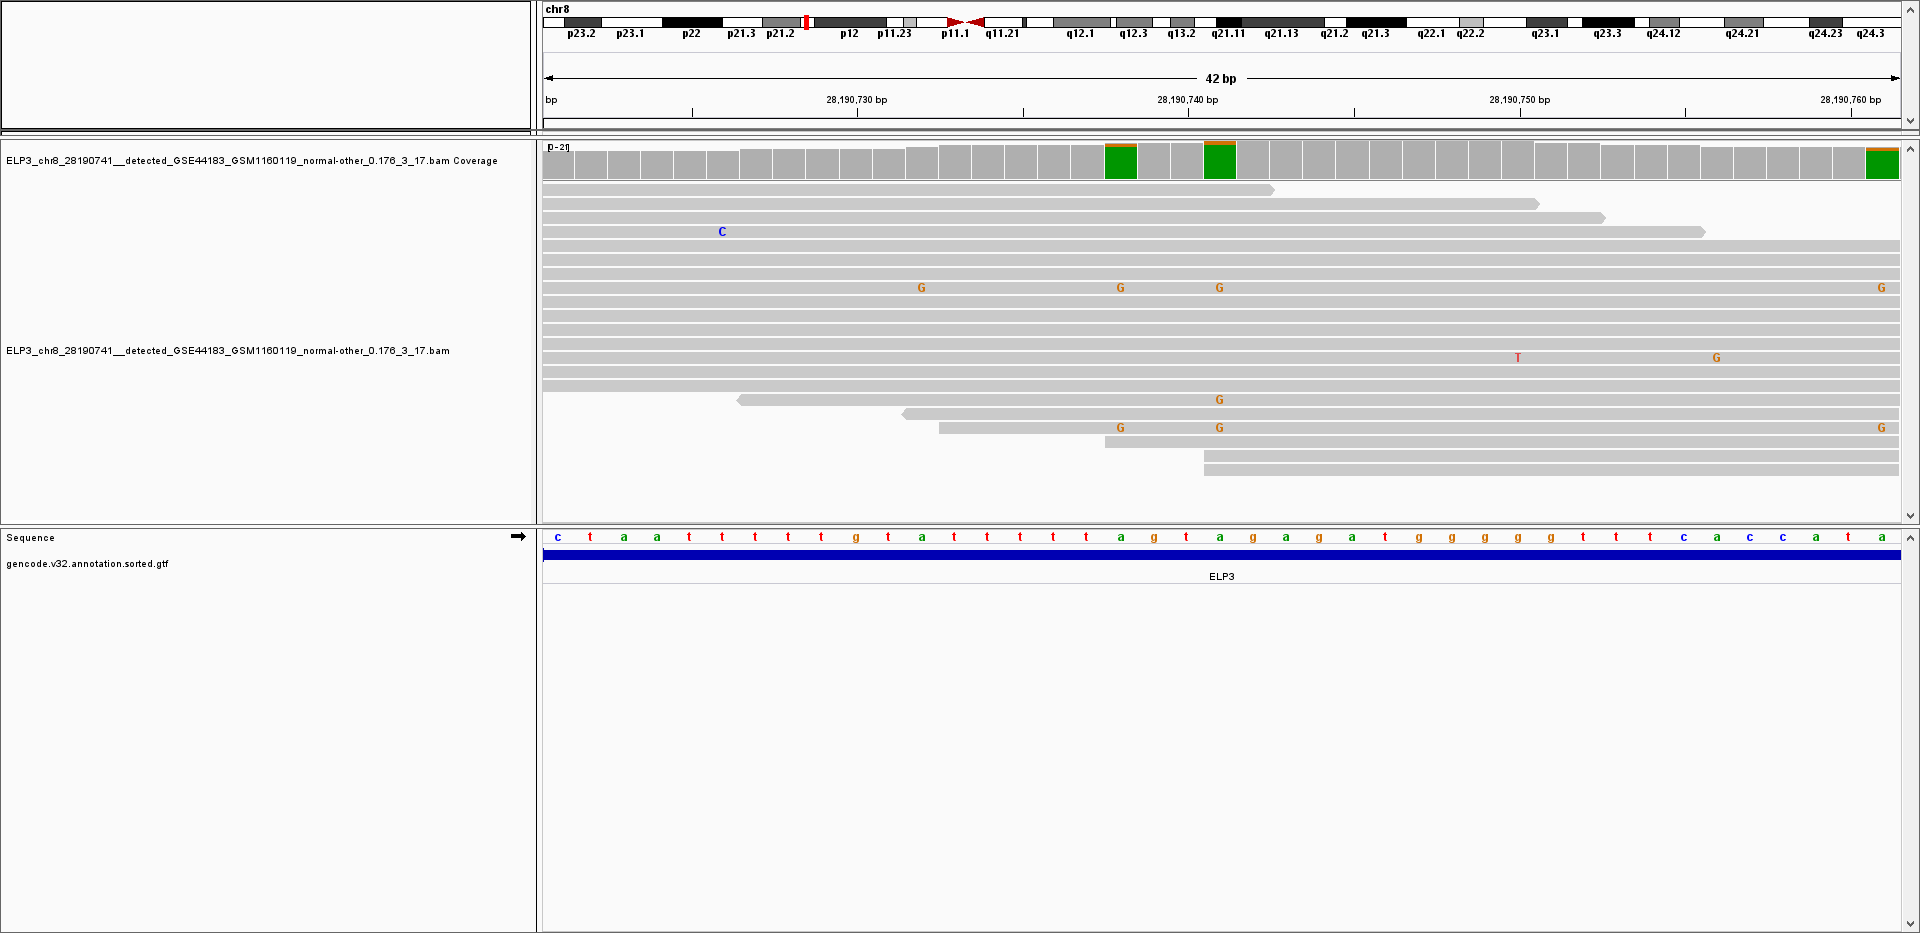 chr8
p23.2 p23.1 p22 p21.3 p21.2 p12 p11.23 p11.1 q11.21 q12.1 q12.3 q13.2 q21.11 q21.13 q21.2 q21.3 q22.1 q22.2 q23.1 q23.3 q24.12 q24.21 q24.23 q24.3
42 bp
bp 28,190,730 bp 28,190,740 bp 28,190,750 bp 28,190,760 bp
[0 - 21]
ELP3_chr8_28190741__detected_GSE44183_GSM1160119_normal-other_0.176_3_17.bam Coverage
C
G G G G
ELP3_chr8_28190741__detected_GSE44183_GSM1160119_normal-other_0.176_3_17.bam
T G
G
G G G
Sequence
c t a a t t t t t g t a t t t t t a g t a g a g a t g g g g g t t t c a c c a t a
gencode.v32.annotation.sorted.gtf
ELP3